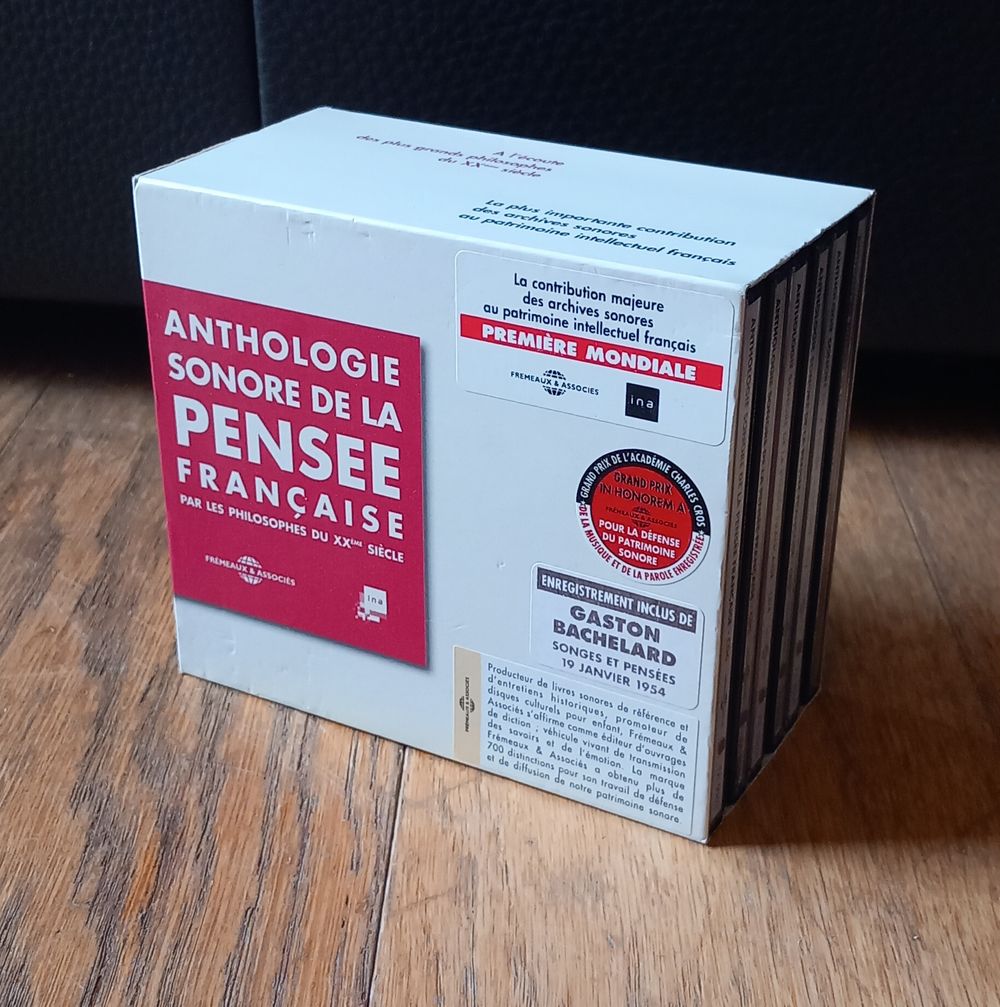 A l'écoute
des plus grands philosophes
du XXème siècle
La plus importante contribution
des archives sonores
au patrimoine intellectuel français
ANTHOLOGIE
SONORE DE LA
PENSEE
FRANÇAISE
PAR LES PHILOSOPHES DU XXÈME SIÈCLE
FRÉMEAUX & ASSOCIÉS
ina
La contribution majeure
des archives sonores
au patrimoine intellectuel français
PREMIÈRE MONDIALE
FREMEAUX & ASSOCIES
ina
GRAND PRIX DE L'ACADÉMIE CHARLES CROS
GRAND PRIX
IN HONOREM A
FRÉMEAUX & ASSOCIÉS
POUR LA DÉFENSE
DU PATRIMOINE
SONORE
DE LA MUSIQUE ET DE LA PAROLE ENREGISTRÉE
ENREGISTREMENT INCLUS DE
GASTON
BACHELARD
SONGES ET PENSÉES
19 JANVIER 1954
FRÉMEAUX & ASSOCIÉS
Producteur de livres sonores de référence et
d'entretiens historiques, promoteur de
disques culturels pour enfant, Frémeaux &
Associés s'affirme comme éditeur d'ouvrages
de diction ; véhicule vivant de transmission
des savoirs et de l'émotion. La marque
Frémeaux & Associés a obtenu plus de
700 distinctions pour son travail de défense
et de diffusion de notre patrimoine sonore.